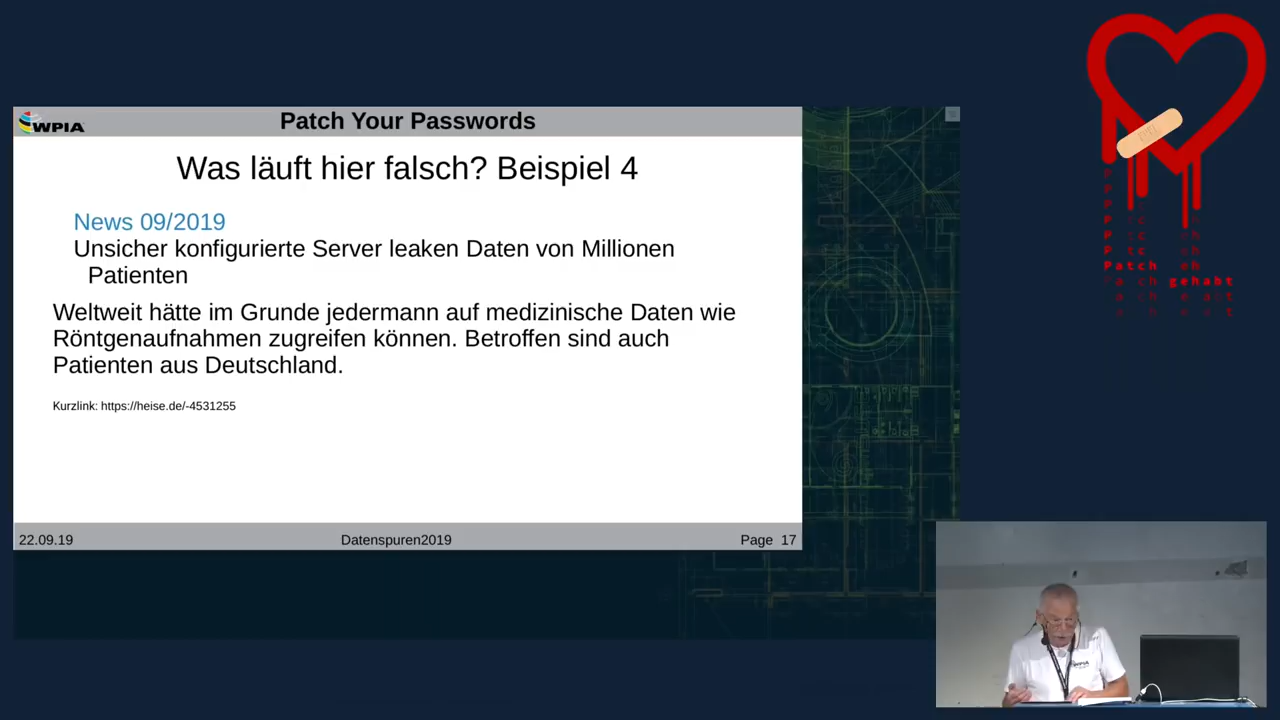 WPIA
Patch Your Passwords
Was läuft hier falsch? Beispiel 4
News 09/2019
Unsicher konfigurierte Server leaken Daten von Millionen
Patienten
Weltweit hätte im Grunde jedermann auf medizinische Daten wie
Röntgenaufnahmen zugreifen können. Betroffen sind auch
Patienten aus Deutschland.
Kurzlink: https://heise.de/-4531255
22.09.19
Datenspuren2019
Page 17
Patch
gehabt
WPIA